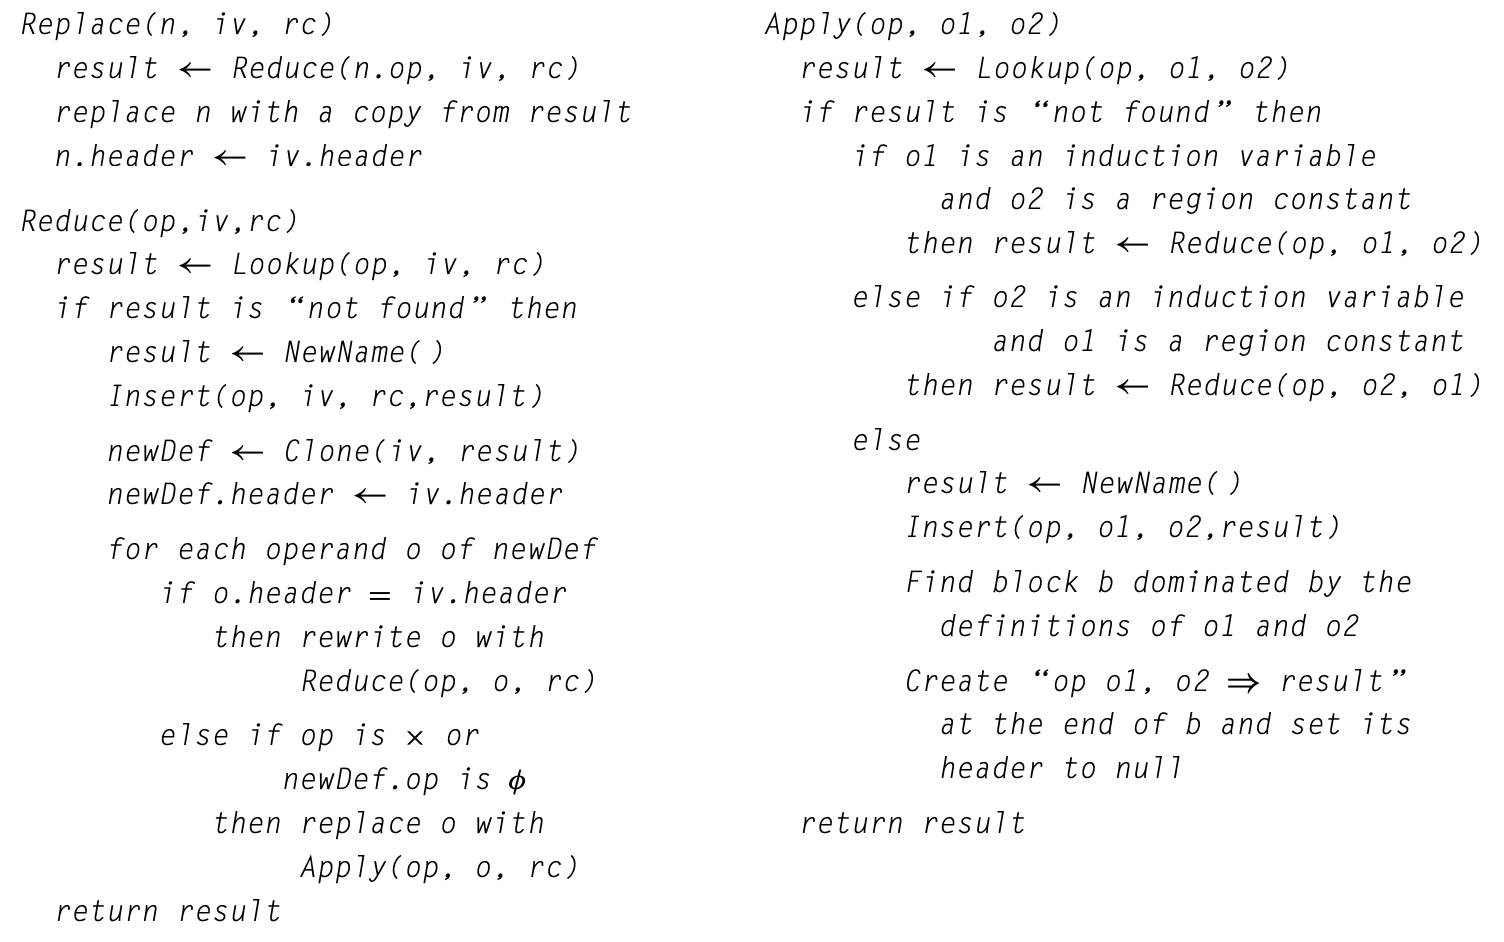 Replace(n, iv, rc)
result ← Reduce(n.op, iv, rc)
replace n with a copy from result
n.header ← iv.header
Reduce(op,iv,rc)
result ← Lookup(op, iv, rc)
if result is “not found” then
result ← NewName()
Insert(op, iv, rc,result)
newDef ← Clone(iv, result)
newDef.header ← iv.header
for each operand o of newDef
if o.header = iv.header
then rewrite o with
Reduce(op, o, rc)
else if op is × or
newDef.op is ϕ
then replace o with
Apply(op, o, rc)
return result
Apply(op, o1, o2)
result ← Lookup(op, o1, o2)
if result is “not found” then
if o1 is an induction variable
and o2 is a region constant
then result ← Reduce(op, o1, o2)
else if o2 is an induction variable
and o1 is a region constant
then result ← Reduce(op, o2, o1)
else
result ← NewName()
Insert(op, o1, o2,result)
Find block b dominated by the
definitions of o1 and o2
Create “op o1, o2 ⇒ result”
at the end of b and set its
header to null
return result